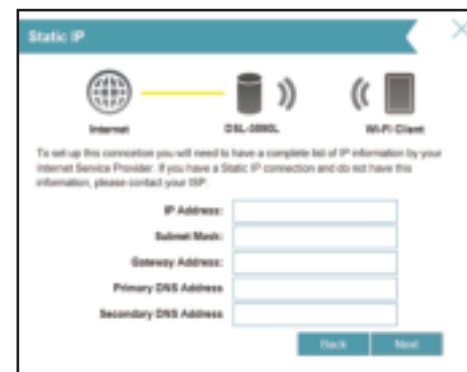 Static IP
Internet
DSL-3890L
Wi-Fi Client
To set up this connection you will need to have a complete list of IP information by your
Internet Service Provider. If you have a Static IP connection and do not have this
information, please contact your ISP.
IP Address:
Subnet Mask:
Gateway Address:
Primary DNS Address
Secondary DNS Address
Back
Next